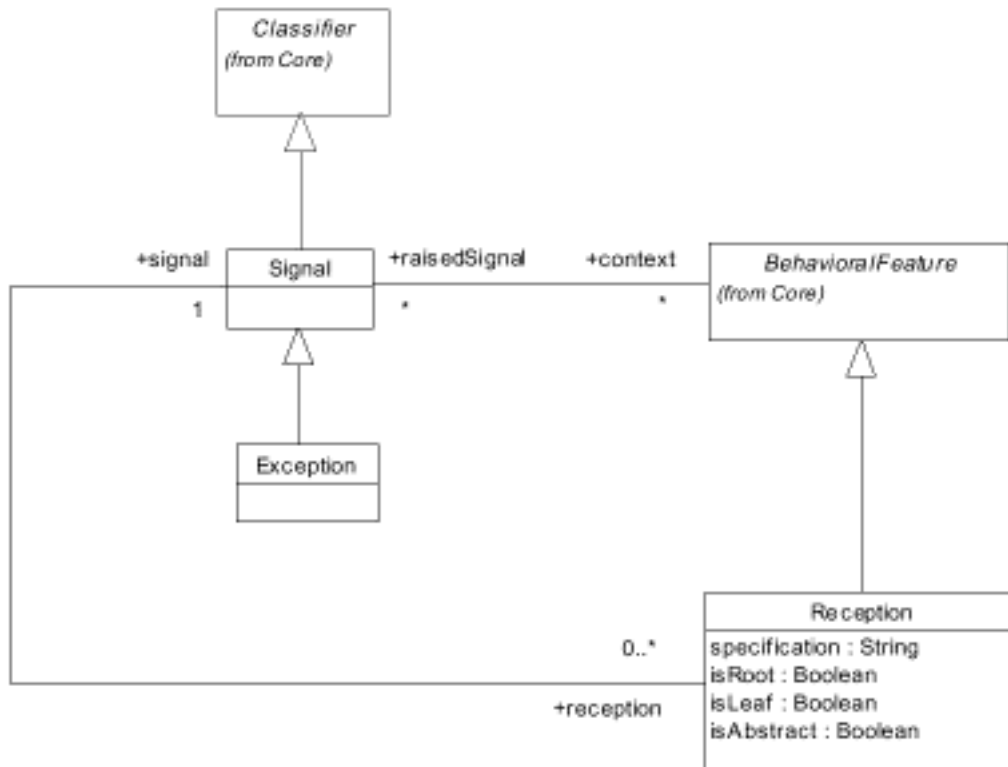 Classifier
(from Core)
+signal
Signal
+raisedSignal
+context
BehavioralFeature
(from Core)
1
*
*
Exception
Reception
0..*
specification : String
isRoot : Boolean
isLeaf : Boolean
+reception
isAbstract : Boolean